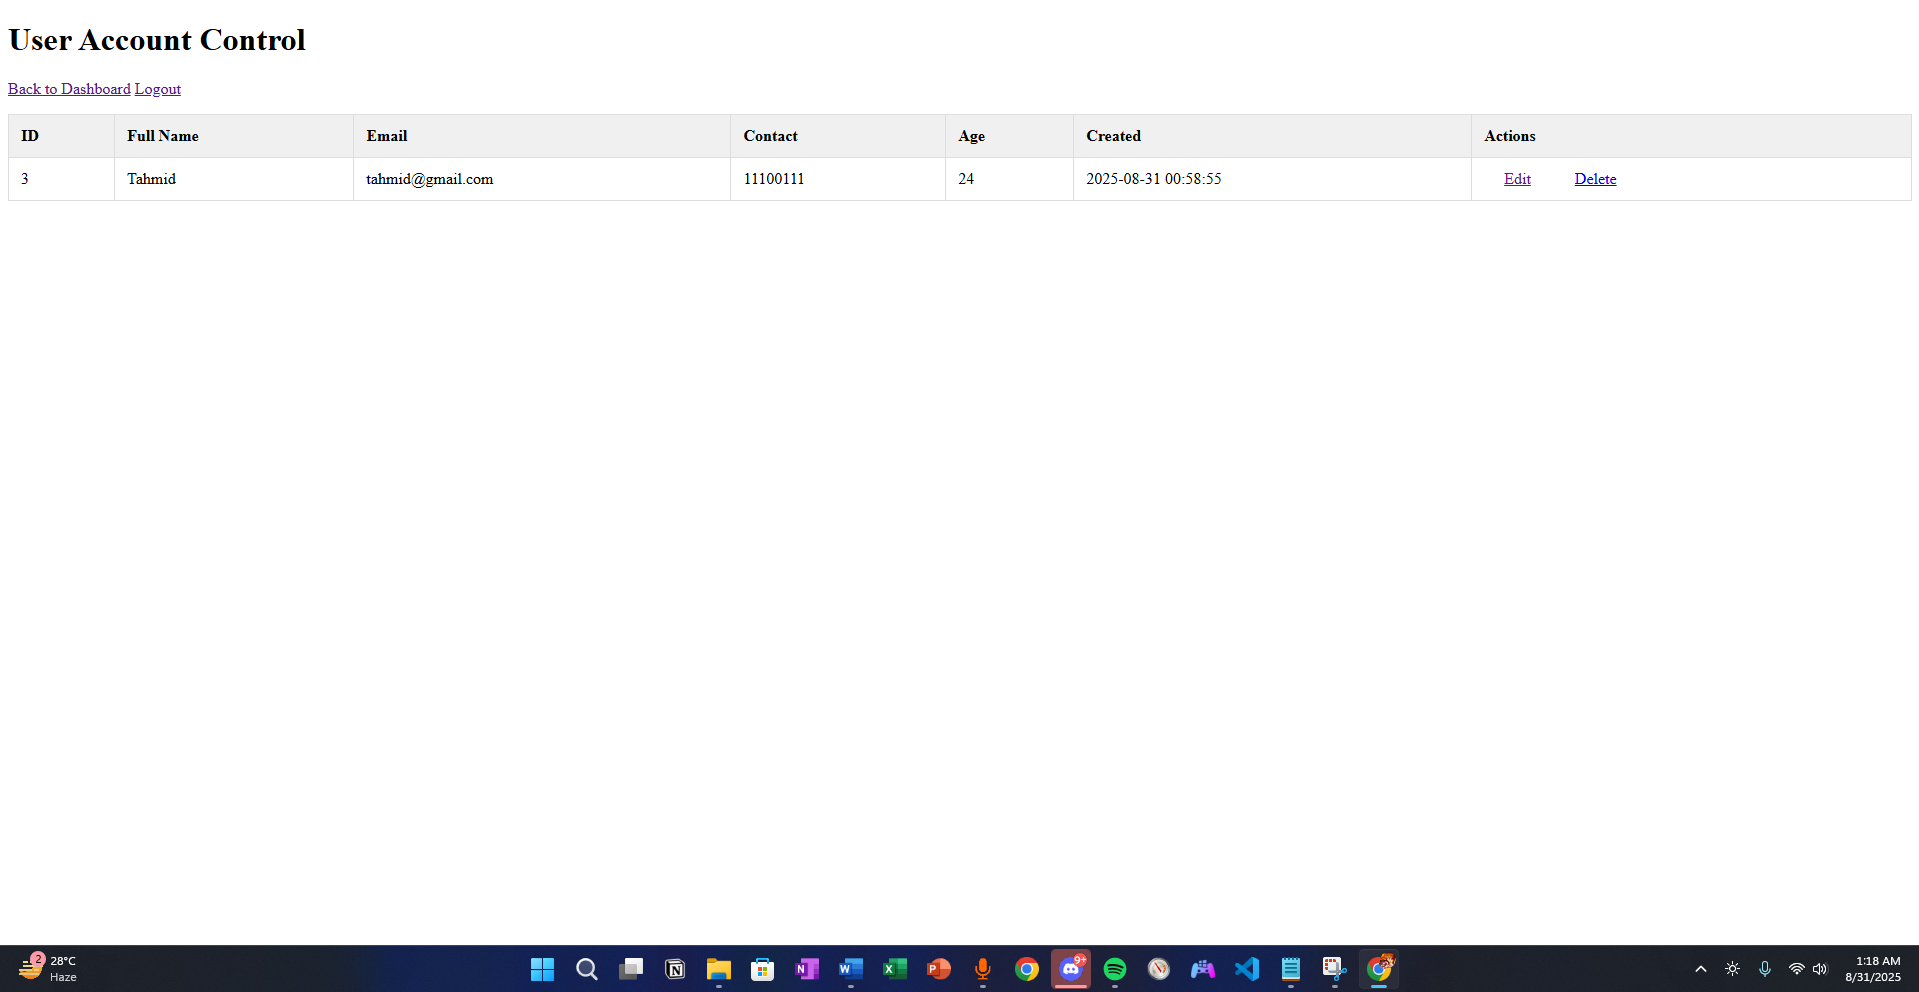 User Account Control
Back to Dashboard Logout
ID Full Name Email Contact Age Created Actions
3 Tahmid tahmid@gmail.com 11100111 24 2025-08-31 00:58:55 Edit Delete
2 28°C
Haze
N N W X P 9+
1:18 AM
8/31/2025